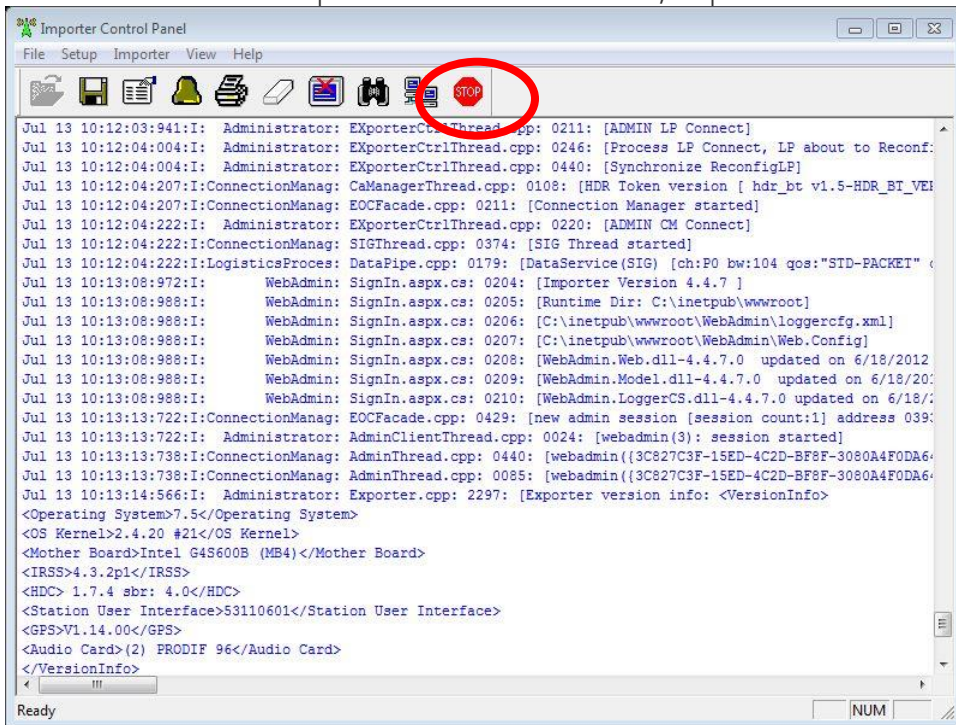 Importer Control Panel
File Setup Importer View Help
STOP
Jul 13 10:12:03:941:I: Administrator: EXporterCtrlThread.cpp: 0211: [ADMIN LP Connect]
Jul 13 10:12:04:004:I: Administrator: EXporterCtrlThread.cpp: 0246: [Process LP Connect, LP about to Reconf
Jul 13 10:12:04:004:I: Administrator: EXporterCtrlThread.cpp: 0440: [Synchronize ReconfigLP]
Jul 13 10:12:04:207:I:ConnectionManag: CaManagerThread.cpp: 0108: [HDR Token version [ hdr_bt v1.5-HDR_BT_VE
Jul 13 10:12:04:207:I:ConnectionManag: EOCFacade.cpp: 0211: [Connection Manager started]
Jul 13 10:12:04:222:I: Administrator: EXporterCtrlThread.cpp: 0220: [ADMIN CM Connect]
Jul 13 10:12:04:222:I:ConnectionManag: SIGThread.cpp: 0374: [SIG Thread started]
Jul 13 10:12:04:222:I:LogisticsProces: DataPipe.cpp: 0179: [DataService(SIG) [ch:P0 bw:104 qos:"STD-PACKET"
Jul 13 10:13:08:972:I: WebAdmin: SignIn.aspx.cs: 0204: [Importer Version 4.4.7 ]
Jul 13 10:13:08:988:I: WebAdmin: SignIn.aspx.cs: 0205: [Runtime Dir: C:\inetpub\wwwroot]
Jul 13 10:13:08:988:I: WebAdmin: SignIn.aspx.cs: 0206: [C:\inetpub\wwwroot\WebAdmin\loggercfg.xml]
Jul 13 10:13:08:988:I: WebAdmin: SignIn.aspx.cs: 0207: [C:\inetpub\wwwroot\WebAdmin\Web.Config]
Jul 13 10:13:08:988:I: WebAdmin: SignIn.aspx.cs: 0208: [WebAdmin.Web.dll-4.4.7.0 updated on 6/18/2012
Jul 13 10:13:08:988:I: WebAdmin: SignIn.aspx.cs: 0209: [WebAdmin.Model.dll-4.4.7.0 updated on 6/18/20
Jul 13 10:13:08:988:I: WebAdmin: SignIn.aspx.cs: 0210: [WebAdmin.LoggerCS.dll-4.4.7.0 updated on 6/18/
Jul 13 10:13:13:722:I:ConnectionManag: EOCFacade.cpp: 0429: [new admin session [session count:1] address 039
Jul 13 10:13:13:722:I: Administrator: AdminClientThread.cpp: 0024: [webadmin(3): session started]
Jul 13 10:13:13:738:I:ConnectionManag: AdminThread.cpp: 0440: [webadmin({3C827C3F-15ED-4C2D-BF8F-3080A4F0DA6
Jul 13 10:13:13:738:I:ConnectionManag: AdminThread.cpp: 0085: [webadmin({3C827C3F-15ED-4C2D-BF8F-3080A4F0DA6
Jul 13 10:13:14:566:I: Administrator: Exporter.cpp: 2297: [Exporter version info: <VersionInfo>
<Operating System>7.5</Operating System>
<OS Kernel>2.4.20 #21</OS Kernel>
<Mother Board>Intel G4S600B (MB4)</Mother Board>
<IRSS>4.3.2p1</IRSS>
<HDC> 1.7.4 sbr: 4.0</HDC>
<Station User Interface>53110601</Station User Interface>
<GPS>V1.14.00</GPS>
<Audio Card>(2) PRODIF 96</Audio Card>
</VersionInfo>
Ready NUM